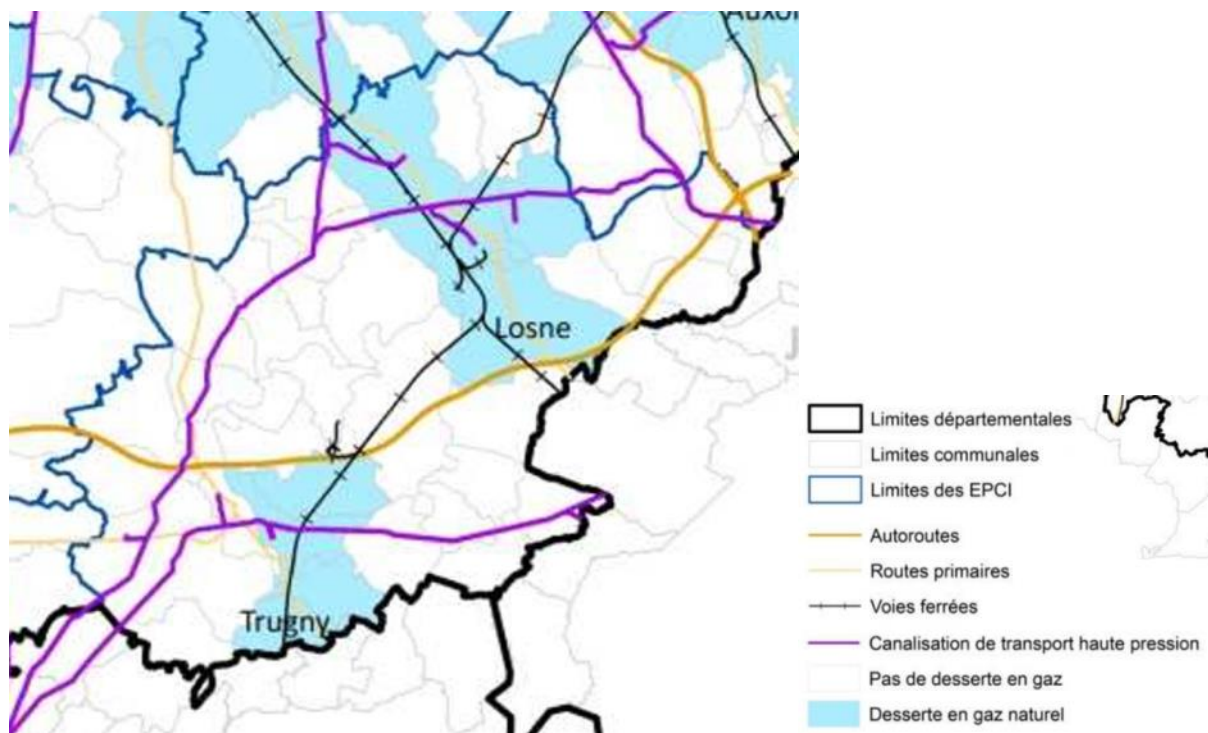 Losne
Trugny
J
Limites départementales
Limites communales
Limites des EPCI
Autoroutes
Routes primaires
Voies ferrées
Canalisation de transport haute pression
Pas de desserte en gaz
Desserte en gaz naturel